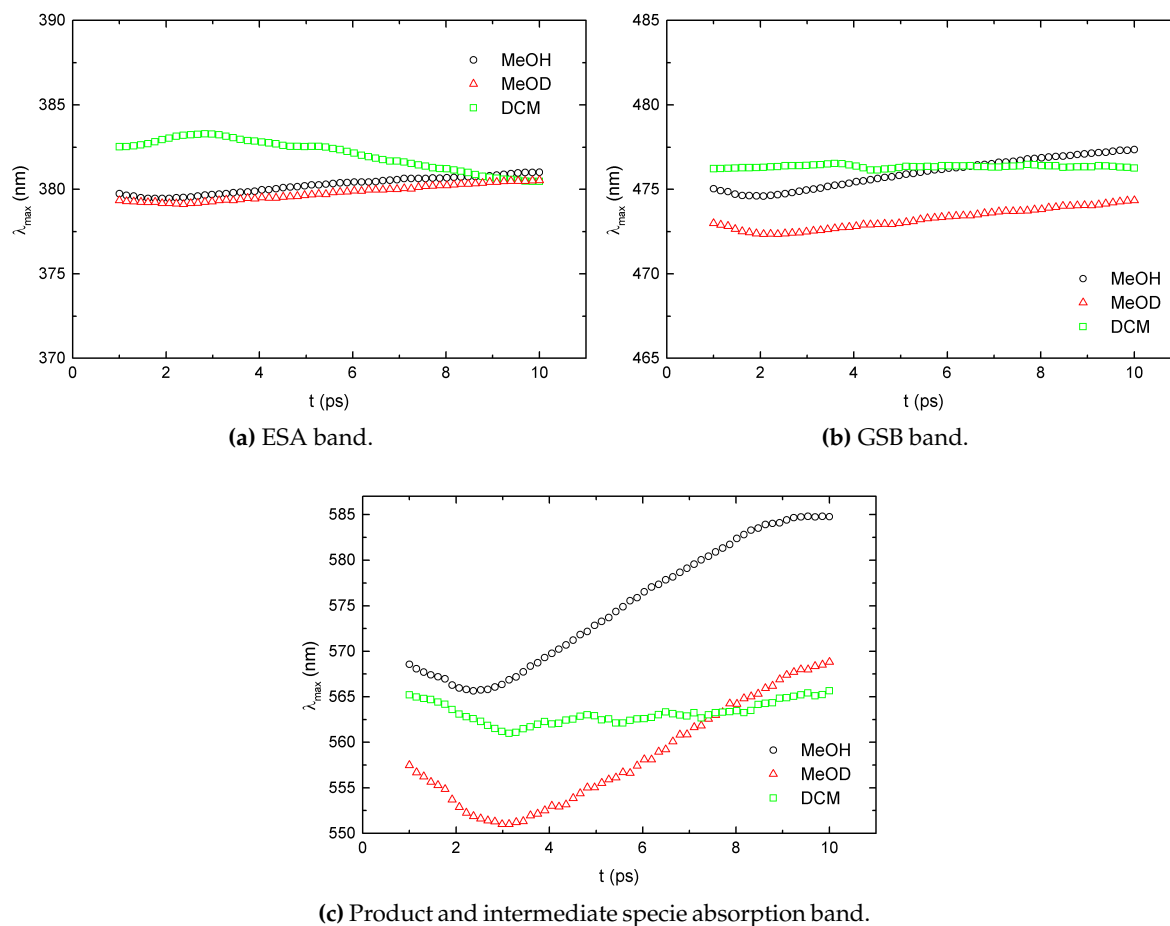 390
385
380
375
370
λmax (nm)
0 2 4 6 8 10
t (ps)
MeOH
MeOD
DCM
(a) ESA band.
485
480
475
470
465
λmax (nm)
0 2 4 6 8 10
t (ps)
MeOH
MeOD
DCM
(b) GSB band.
585
580
575
570
565
560
555
550
λmax (nm)
0 2 4 6 8 10
t (ps)
MeOH
MeOD
DCM
(c) Product and intermediate specie absorption band.